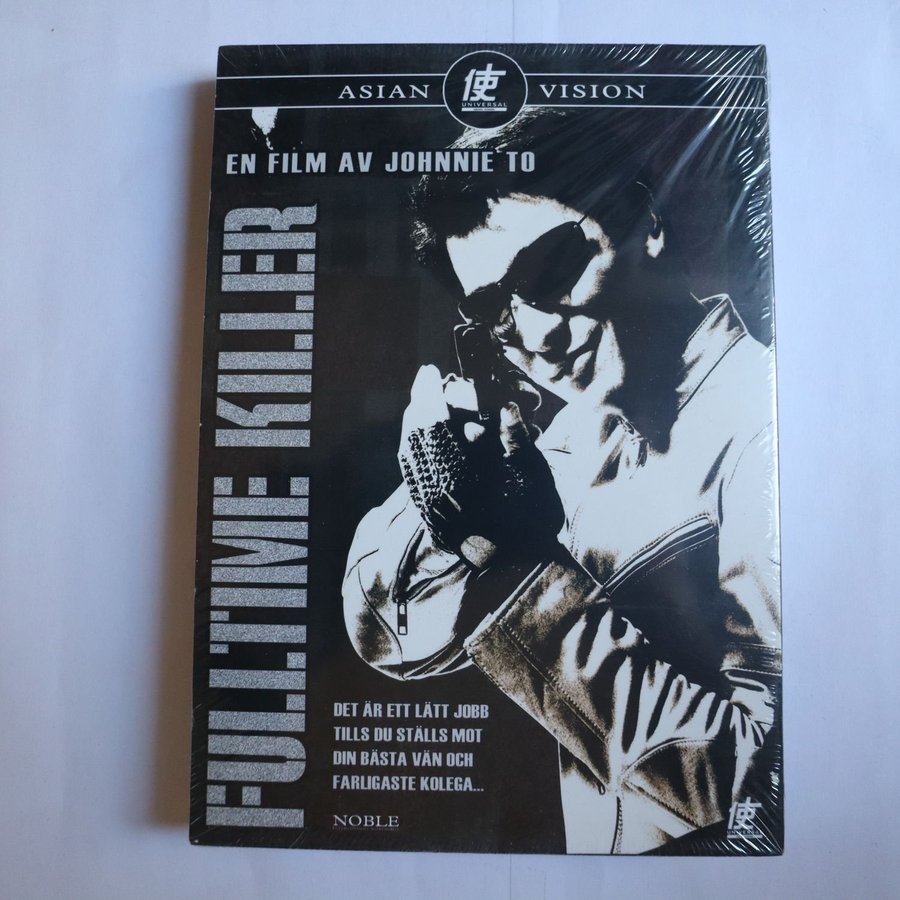 ASIAN 使 VISION
UNIVERSAL
EN FILM AV JOHNNIE TO
FULLTIME KILLER
DET ÄR ETT LÄTT JOBB
TILLS DU STÄLLS MOT
DIN BÄSTA VÄN OCH
FARLIGASTE KOLEGA...
NOBLE
使
UNIVERSAL